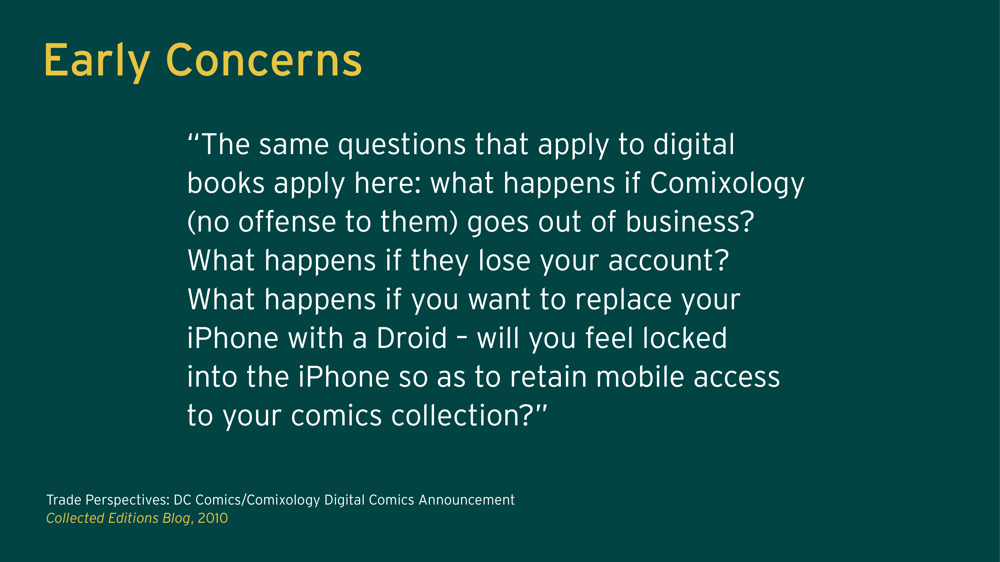 Early Concerns
“The same questions that apply to digital
books apply here: what happens if Comixology
(no offense to them) goes out of business?
What happens if they lose your account?
What happens if you want to replace your
iPhone with a Droid – will you feel locked
into the iPhone so as to retain mobile access
to your comics collection?”
Trade Perspectives: DC Comics/Comixology Digital Comics Announcement
Collected Editions Blog, 2010